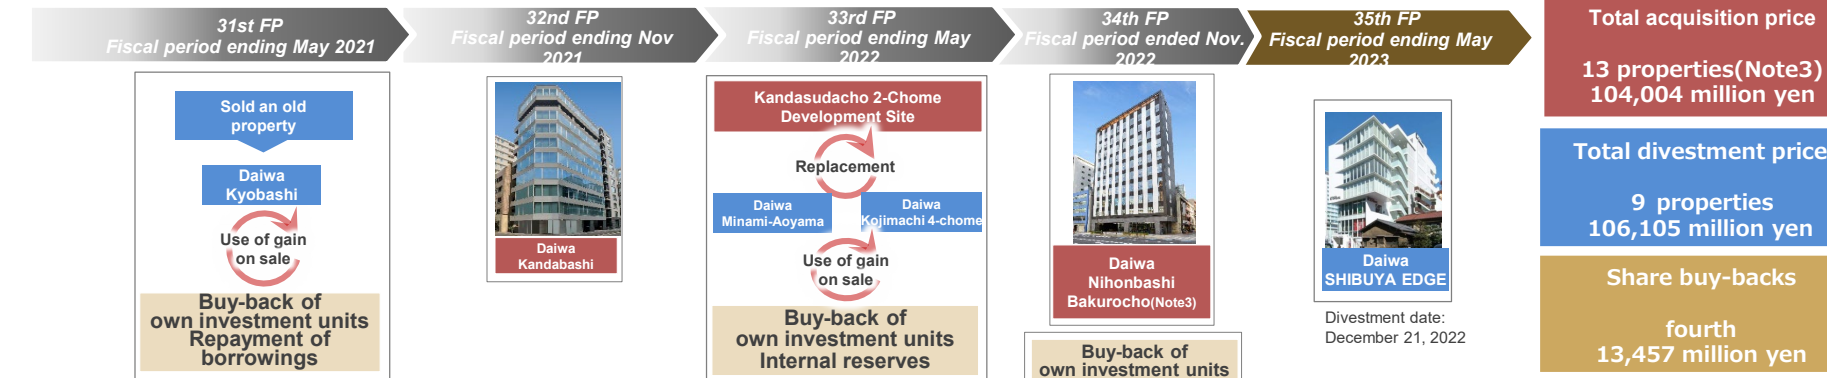 31st FP
Fiscal period ending May 2021
32nd FP
Fiscal period ending Nov
2021
33rd FP
Fiscal period ending May
2022
34th FP
Fiscal period ended Nov.
2022
35th FP
Fiscal period ending May
2023
Sold an old
property
Daiwa
Kyobashi
Use of gain
on sale
Buy-back of
own investment units
Repayment of
borrowings
Daiwa
Kandabashi
Kandasudacho 2-Chome
Development Site
Replacement
Daiwa
Minami-Aoyama
Daiwa
Kojimachi 4-chome
Use of gain
on sale
Buy-back of
own investment units
Internal reserves
Daiwa
Nihonbashi
Bakurocho(Note3)
Buy-back of
own investment units
Daiwa
SHIBUYA EDGE
Divestment date:
December 21, 2022
Total acquisition price
13 properties(Note3)
104,004 million yen
Total divestment price
9 properties
106,105 million yen
Share buy-backs
fourth
13,457 million yen